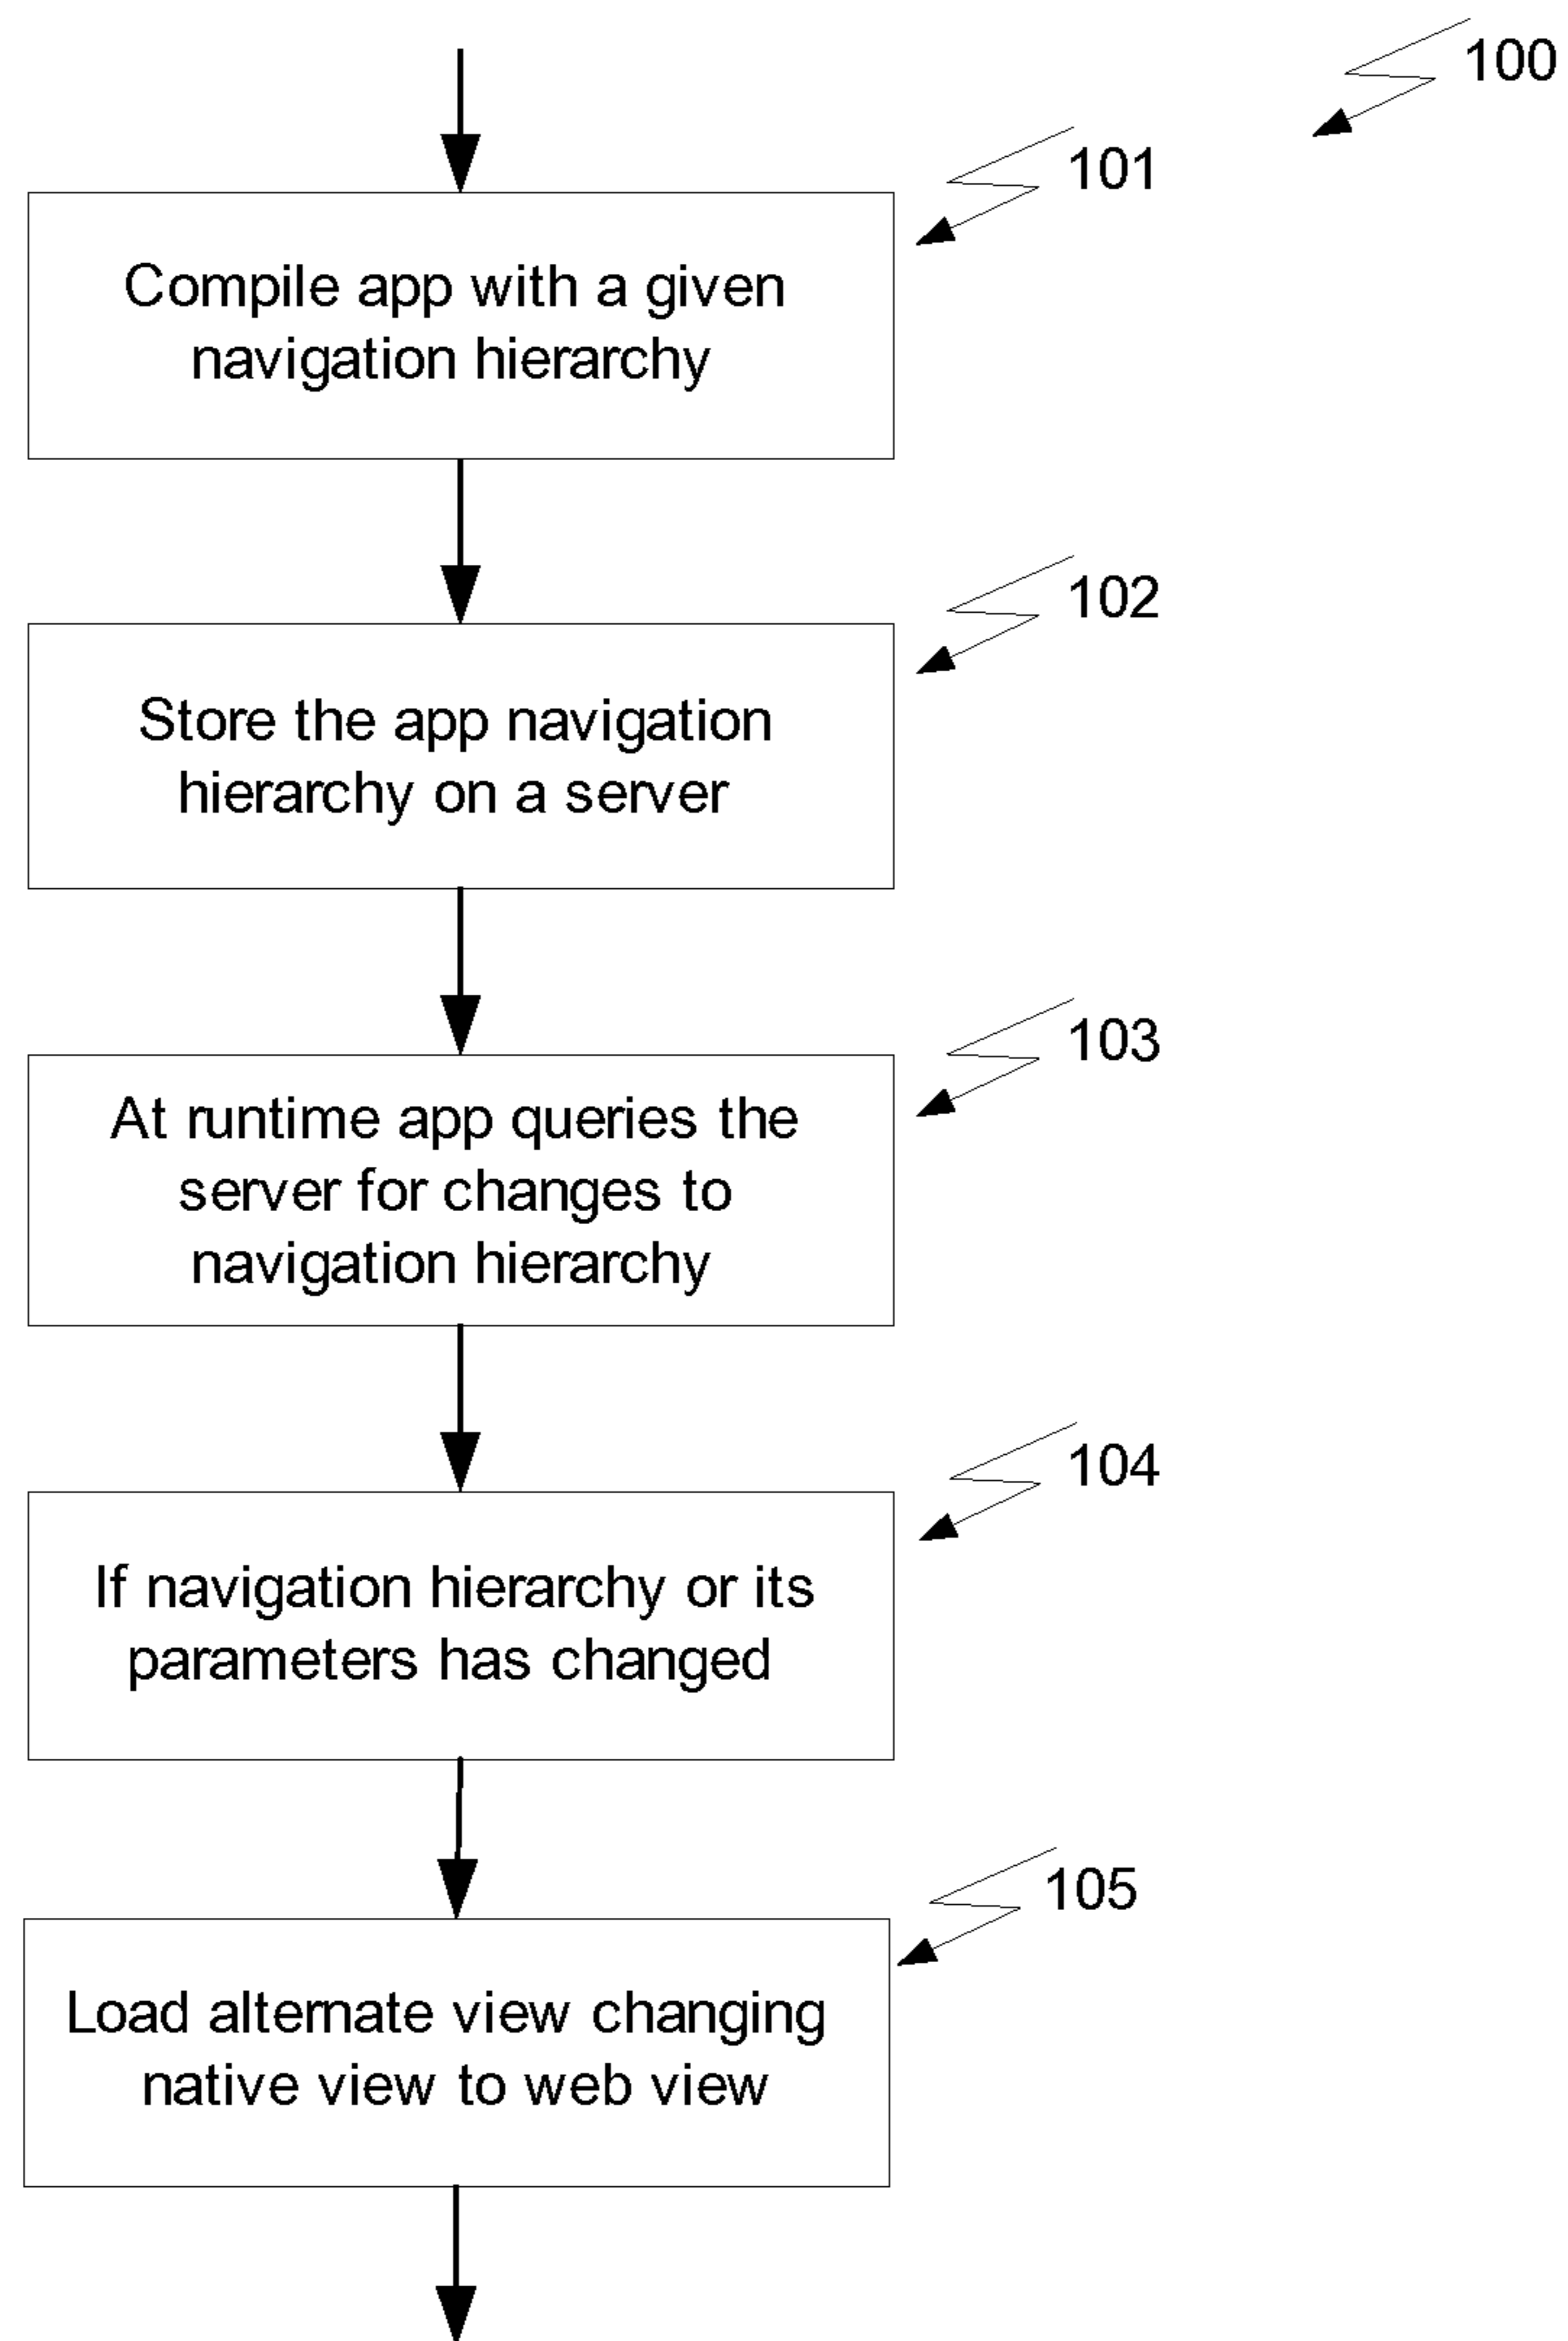 100
101
Compile app with a given
navigation hierarchy
102
Store the app navigation
hierarchy on a server
103
At runtime app queries the
server for changes to
navigation hierarchy
104
If navigation hierarchy or its
parameters has changed
105
Load alternate view changing
native view to web view